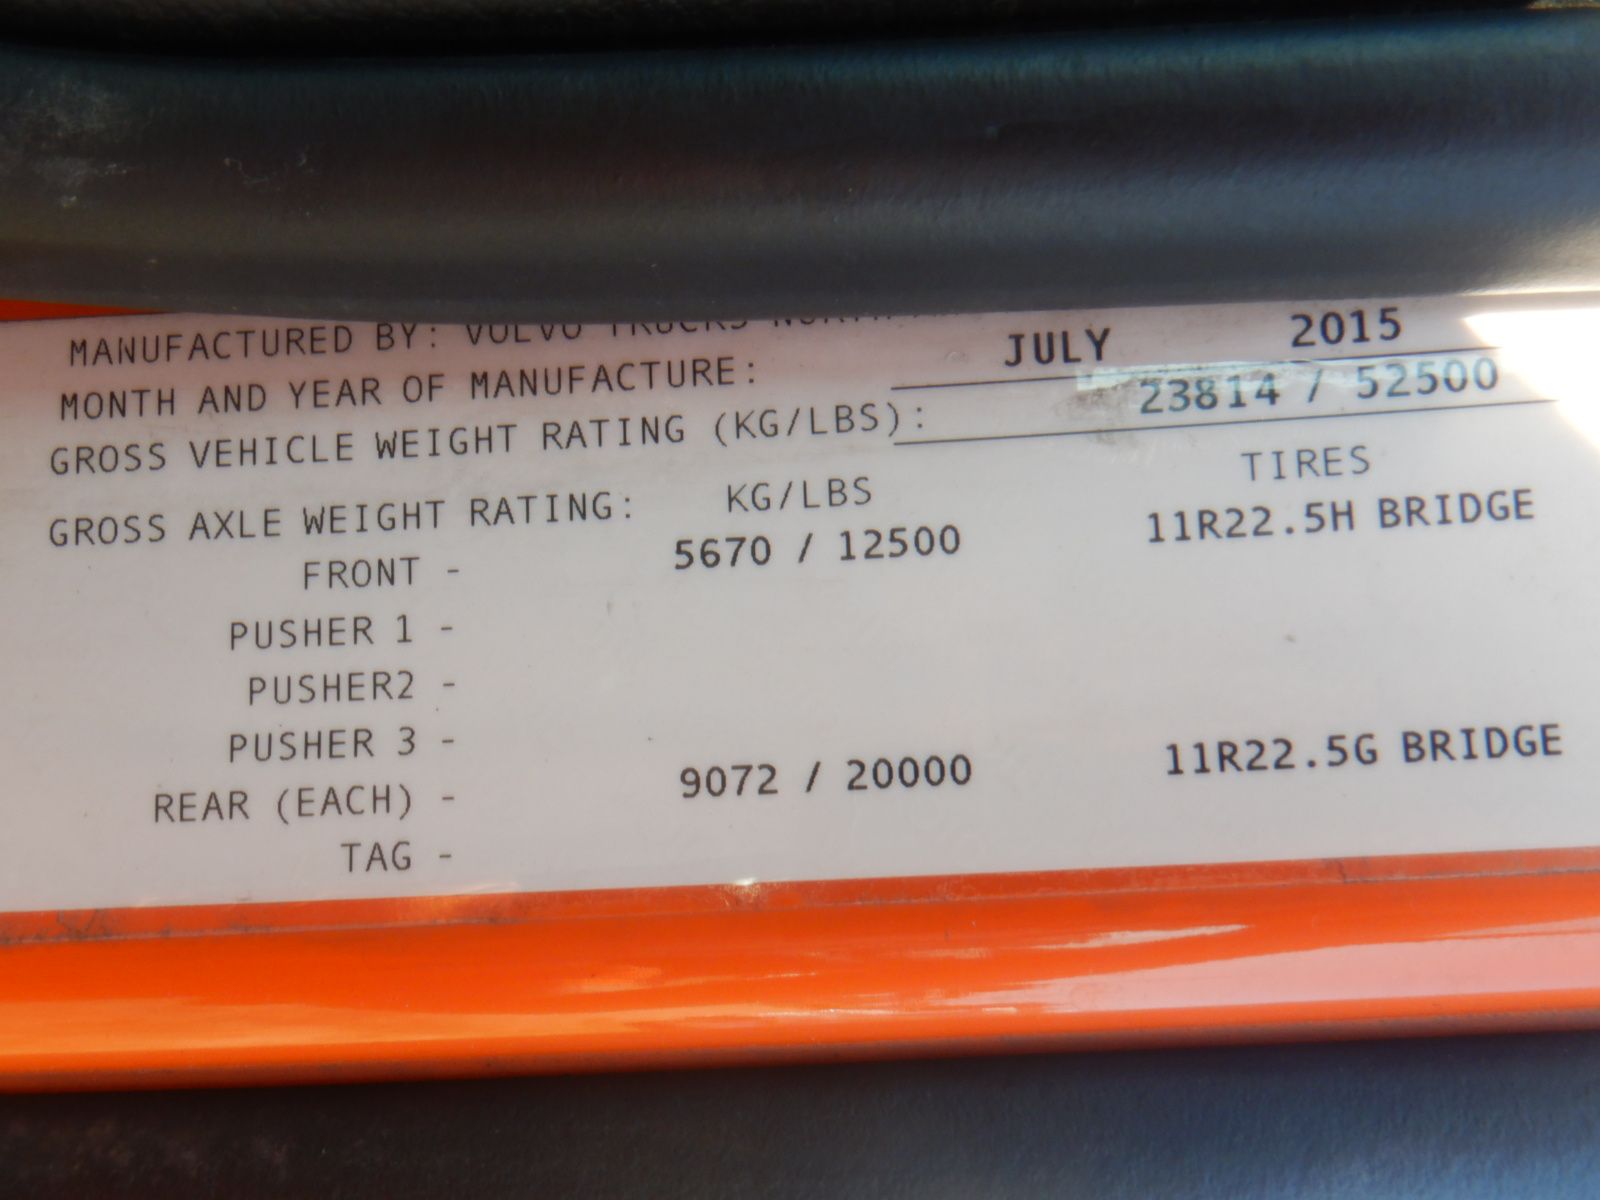 MANUFACTURED BY: VOLVO TRUCKS NORTH
MONTH AND YEAR OF MANUFACTURE: JULY 2015
GROSS VEHICLE WEIGHT RATING (KG/LBS): 23814 / 52500
GROSS AXLE WEIGHT RATING: KG/LBS TIRES
FRONT - 5670 / 12500 11R22.5H BRIDGE
PUSHER 1 -
PUSHER2 -
PUSHER 3 -
REAR (EACH) - 9072 / 20000 11R22.5G BRIDGE
TAG -